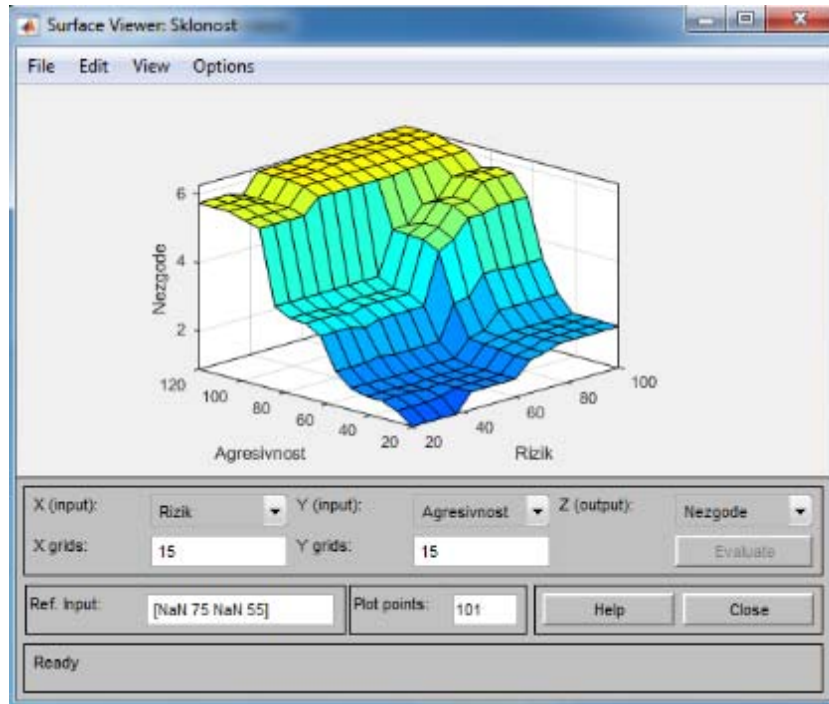 Surface Viewer: Sklonost
File Edit View Options
6
4
2
Nezgode
120 100 80 60 40 20
Agresivnost
20 40 60 80 100
Rizik
X (input): Rizik Y (input): Agresivnost Z (output): Nezgode
X grids: 15 Y grids: 15 Evaluate
Ref. Input: [NaN 75 NaN 55] Plot points: 101 Help Close
Ready